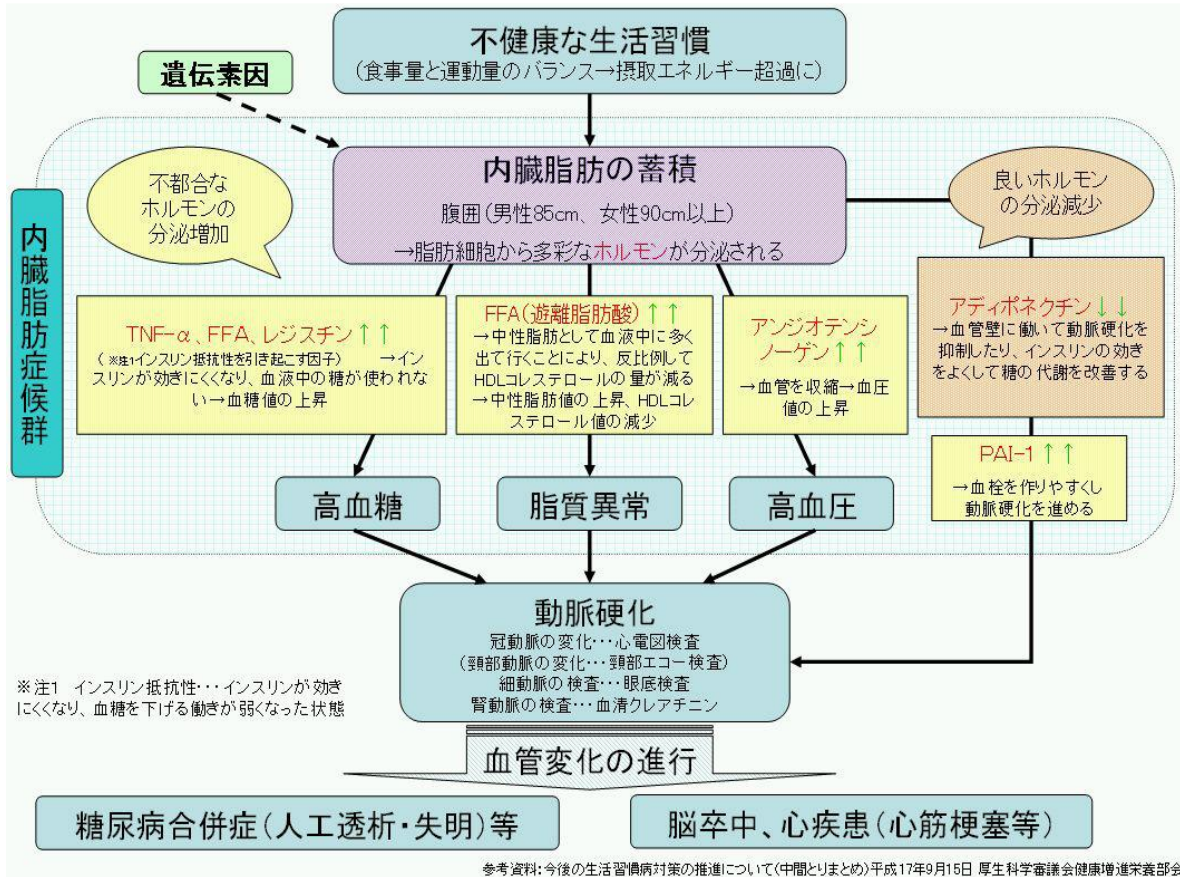 不健康な生活習慣
(食事量と運動量のバランス→摂取エネルギー超過に)
遺伝素因
内臓脂肪症候群
不都合な
ホルモンの
分泌増加
内臓脂肪の蓄積
腹囲(男性85cm、女性90cm以上)
→脂肪細胞から多彩なホルモンが分泌される
良いホルモン
の分泌減少
TNF-α、FFA、レジスチン↑↑
(※注1インスリン抵抗性を引き起こす因子) →イン
スリンが効きにくくなり、血液中の糖が使われな
い→血糖値の上昇
FFA(遊離脂肪酸)↑↑
→中性脂肪として血液中に多く
出て行くことにより、反比例して
HDLコレステロールの量が減る
→中性脂肪値の上昇、HDLコレ
ステロール値の減少
アンジオテンシ
ノーゲン↑↑
→血管を収縮→血圧
値の上昇
アディポネクチン↓↓
→血管壁に働いて動脈硬化を
抑制したり、インスリンの効き
をよくして糖の代謝を改善する
PAI-1↑↑
→血栓を作りやすくし
動脈硬化を進める
高血糖
脂質異常
高血圧
動脈硬化
冠動脈の変化･･･心電図検査
(頸部動脈の変化･･･頸部エコー検査)
細動脈の検査･･･眼底検査
腎動脈の検査･･･血清クレアチニン
※注1 インスリン抵抗性･･･インスリンが効き
にくくなり、血糖を下げる働きが弱くなった状態
血管変化の進行
糖尿病合併症(人工透析・失明)等
脳卒中、心疾患(心筋梗塞等)
参考資料:今後の生活習慣病対策の推進について(中間とりまとめ)平成17年9月15日 厚生科学審議会健康増進栄養部会